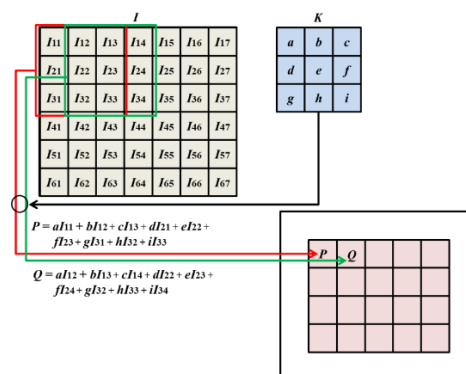 I K
I11 I12 I13 I14 I15 I16 I17
I21 I22 I23 I24 I25 I26 I27
I31 I32 I33 I34 I35 I36 I37
I41 I42 I43 I44 I45 I46 I47
I51 I52 I53 I54 I55 I56 I57
I61 I62 I63 I64 I65 I66 I67
a b c
d e f
g h i
P = aI11 + bI12 + cI13 + dI21 + eI22 +
fI23 + gI31 + hI32 + iI33
Q = aI12 + bI13 + cI14 + dI22 + eI23 +
fI24 + gI32 + hI33 + iI34
P Q